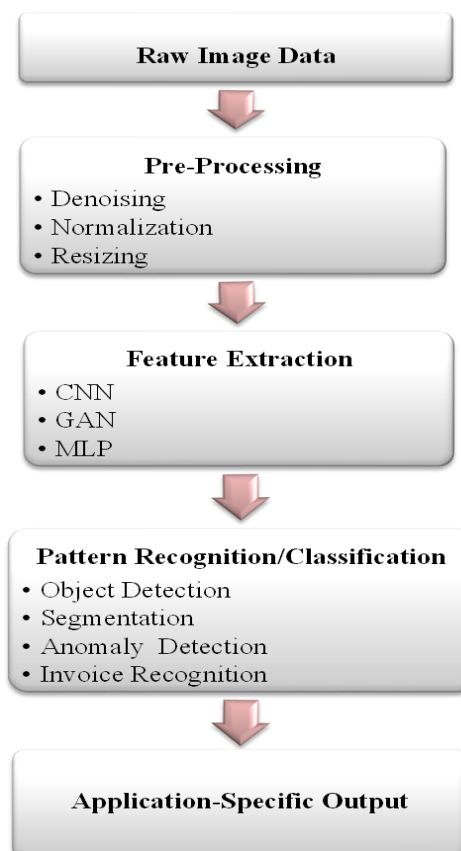 Raw Image Data
Pre-Processing
• Denoising
• Normalization
• Resizing
Feature Extraction
• CNN
• GAN
• MLP
Pattern Recognition/Classification
• Object Detection
• Segmentation
• Anomaly Detection
• Invoice Recognition
Application-Specific Output